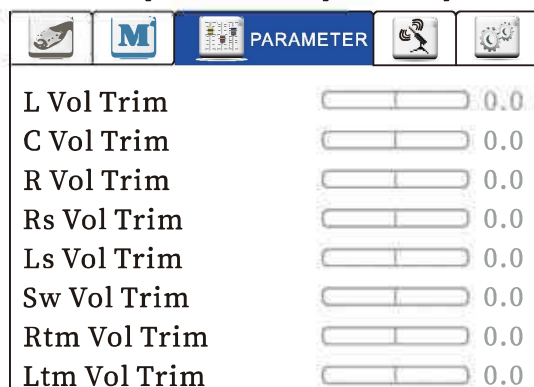 M
PARAMETER
L Vol Trim 0.0
C Vol Trim 0.0
R Vol Trim 0.0
Rs Vol Trim 0.0
Ls Vol Trim 0.0
Sw Vol Trim 0.0
Rtm Vol Trim 0.0
Ltm Vol Trim 0.0